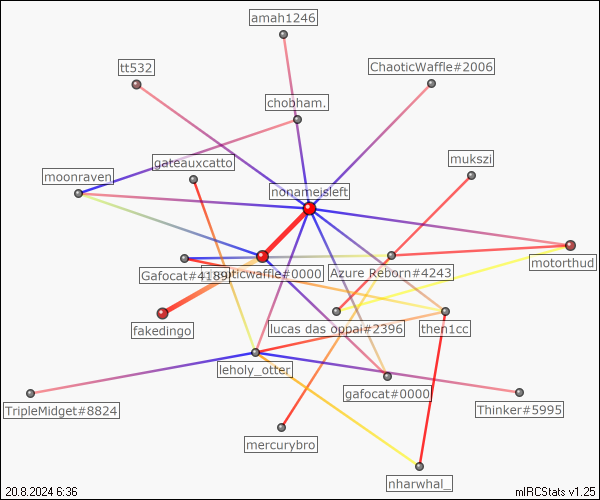 amah1246
tt532
ChaoticWaffle#2006
chobham.
gateauxcatto
mukszi
moonraven
nonameisleft
motorthud
Gafocat#4189
ticwaffle#0000
Azure Reborn#4243
fakedingo
lucas das oppai#2396
then1cc
leholy_otter
gafocat#0000
TripleMidget#8824
Thinker#5995
mercurybro
nharwhal_
20.8.2024 6:36
mIRCStats v1.25